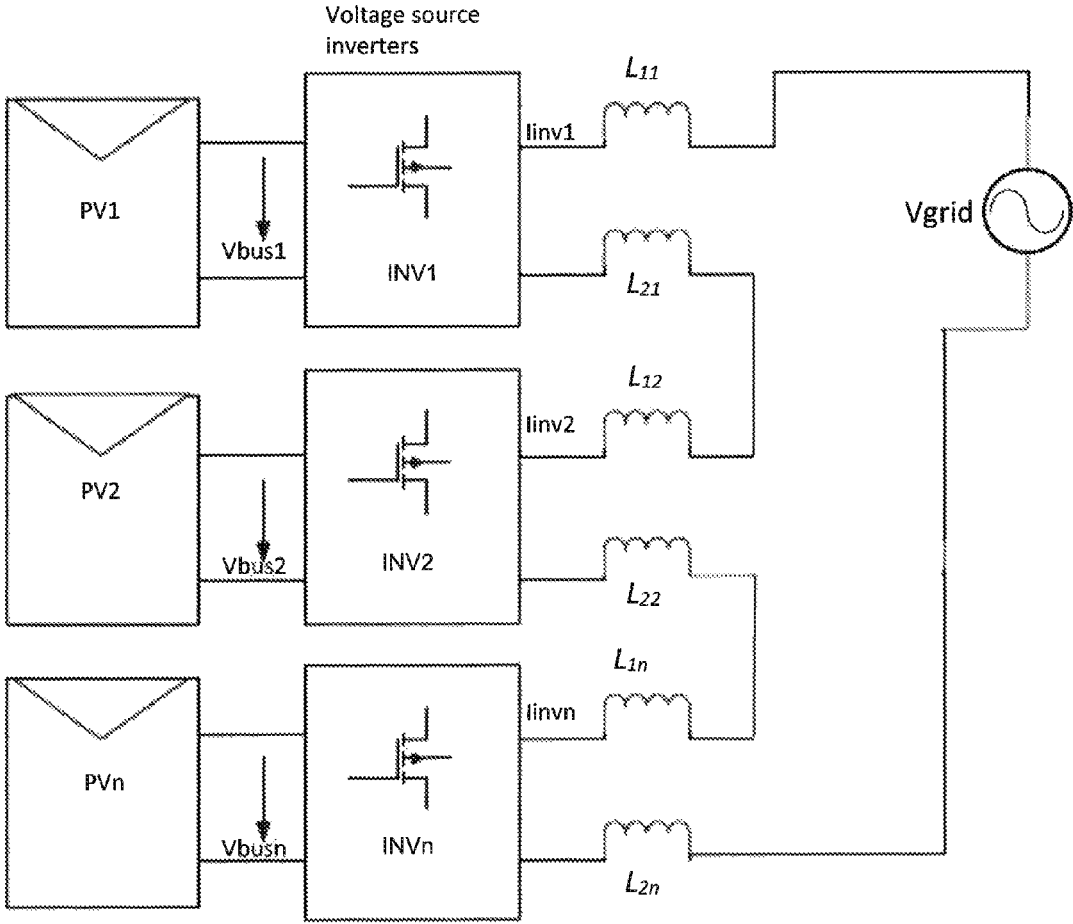 Voltage source
inverters
L11
Iinv1
PV1
Vgrid
Vbus1
INV1
L21
L12
Iinv2
PV2
Vbus2
INV2
L22
L1n
Iinvn
PVn
Vbusn
INVn
L2n